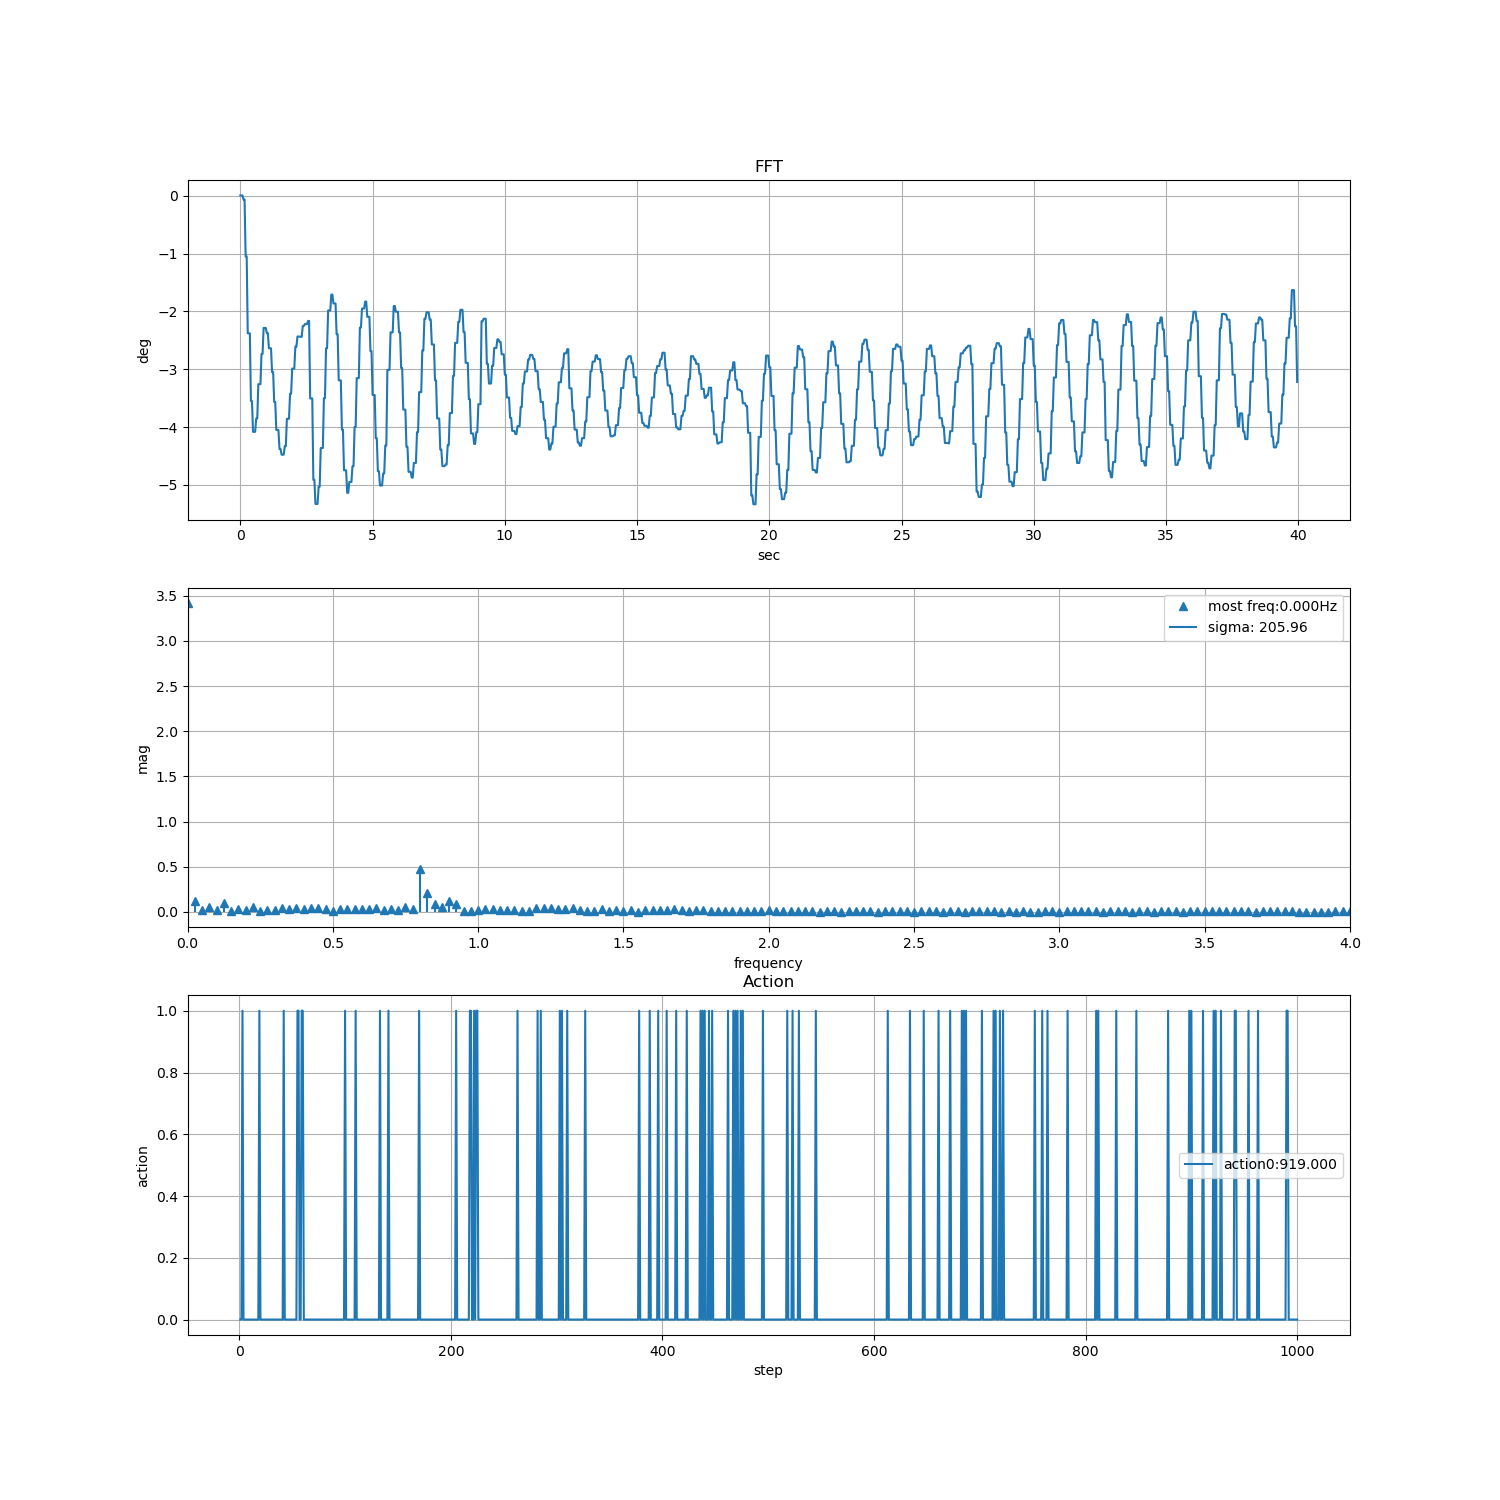 FFT
0
−1
−2
−3
−4
−5
deg
0 5 10 15 20 25 30 35 40
sec
3.5
3.0
2.5
2.0
1.5
1.0
0.5
0.0
mag
most freq:0.000Hz
sigma: 205.96
0.0 0.5 1.0 1.5 2.0 2.5 3.0 3.5 4.0
frequency
Action
1.0
0.8
0.6
0.4
0.2
0.0
action
action0:919.000
0 200 400 600 800 1000
step